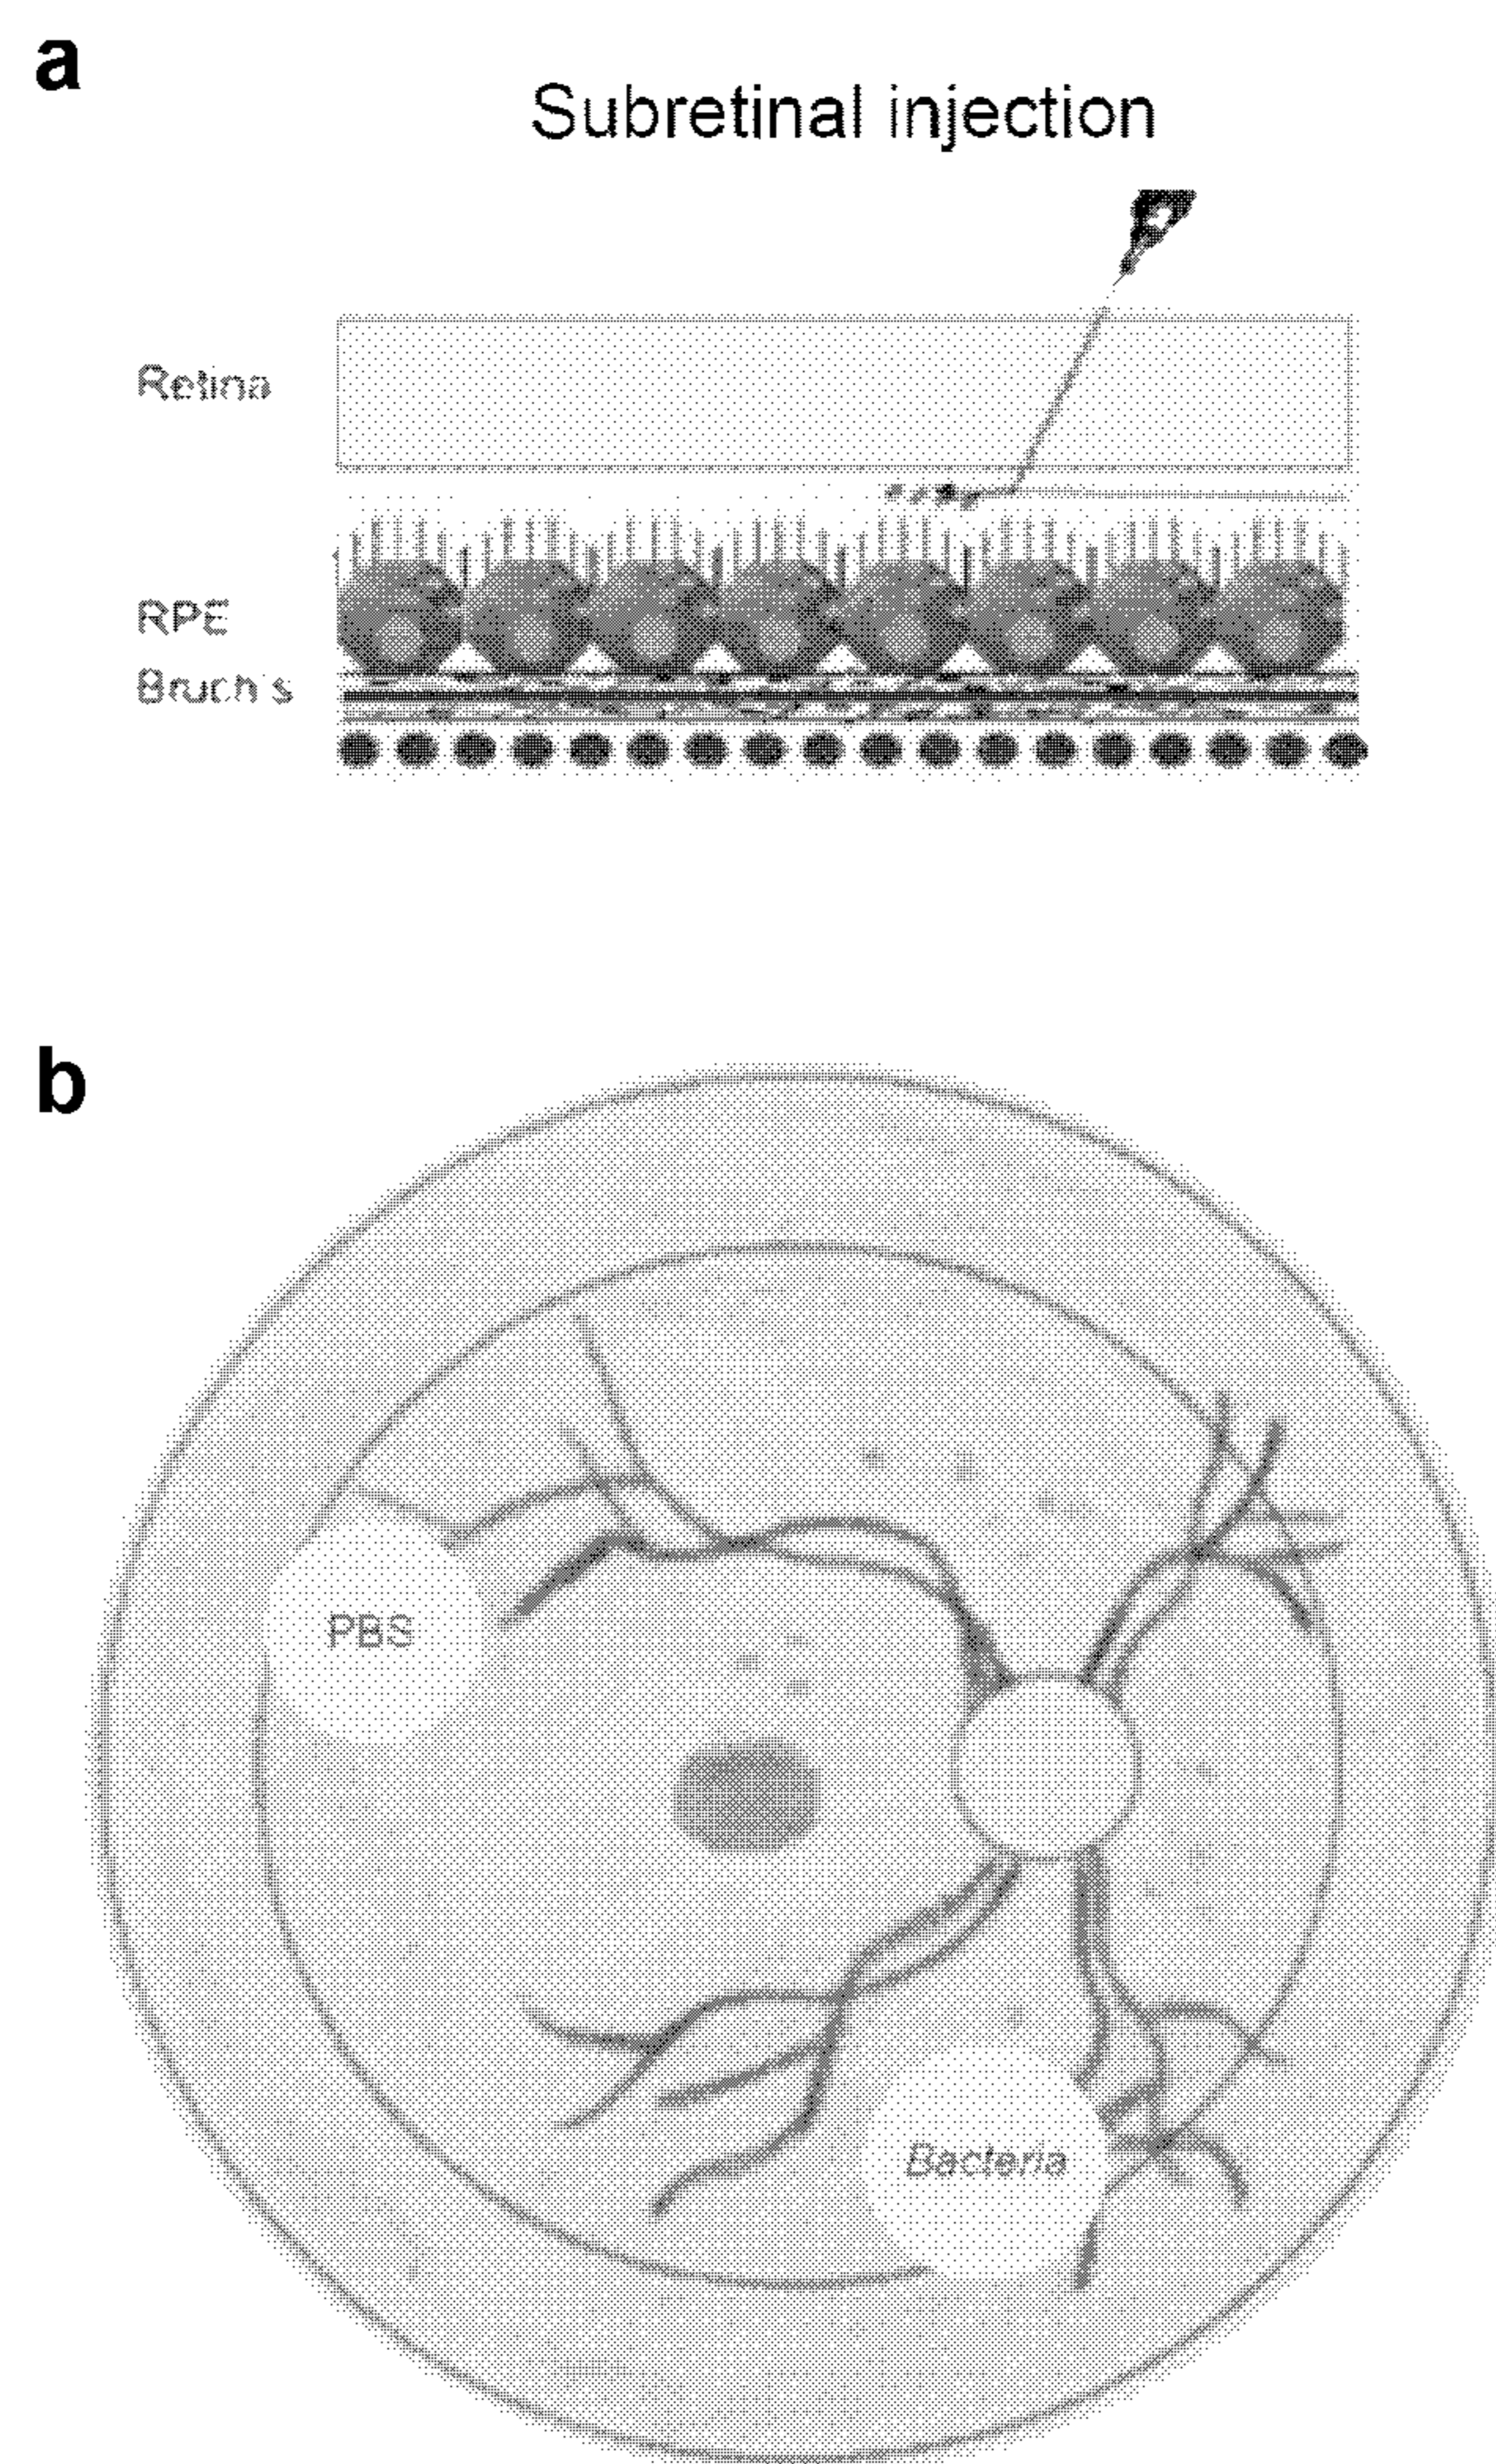 a
Subretinal injection
Retina
RPE
Bruch's
b
PBS
Bacteria